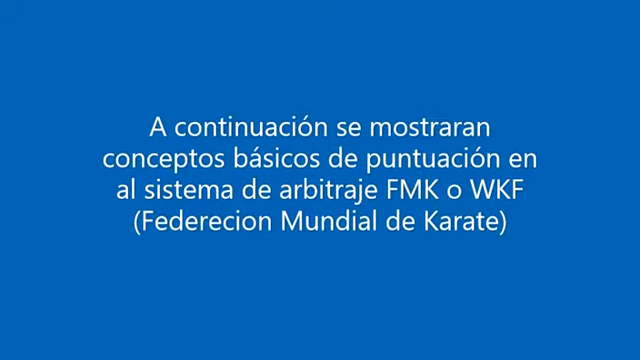 A continuación se mostraran
conceptos básicos de puntuación en
al sistema de arbitraje FMK o WKF
(Federecion Mundial de Karate)